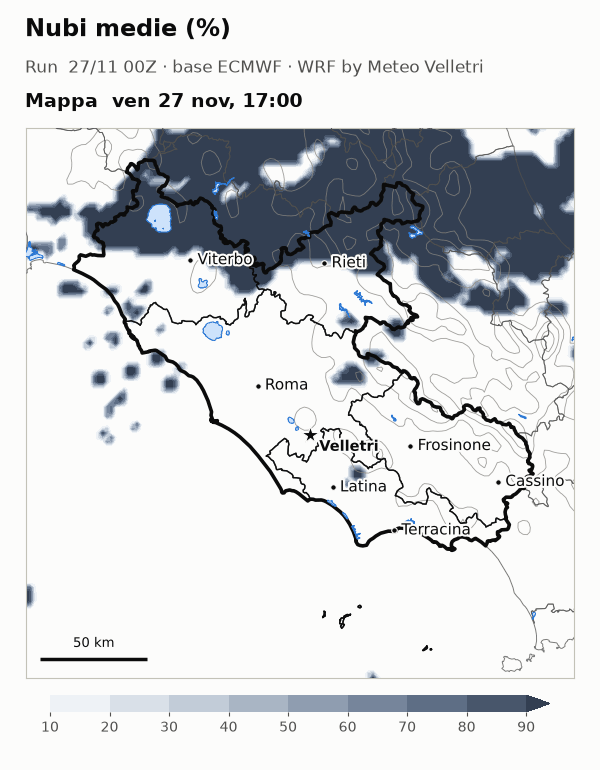 Nubi medie (%)
Run  27/11 00Z · base ECMWF · WRF by Meteo Velletri
Mappa  ven 27 nov, 17:00
Viterbo
Rieti
Roma
Velletri
Frosinone
Latina
Cassino
Terracina
50 km
10 20 30 40 50 60 70 80 90